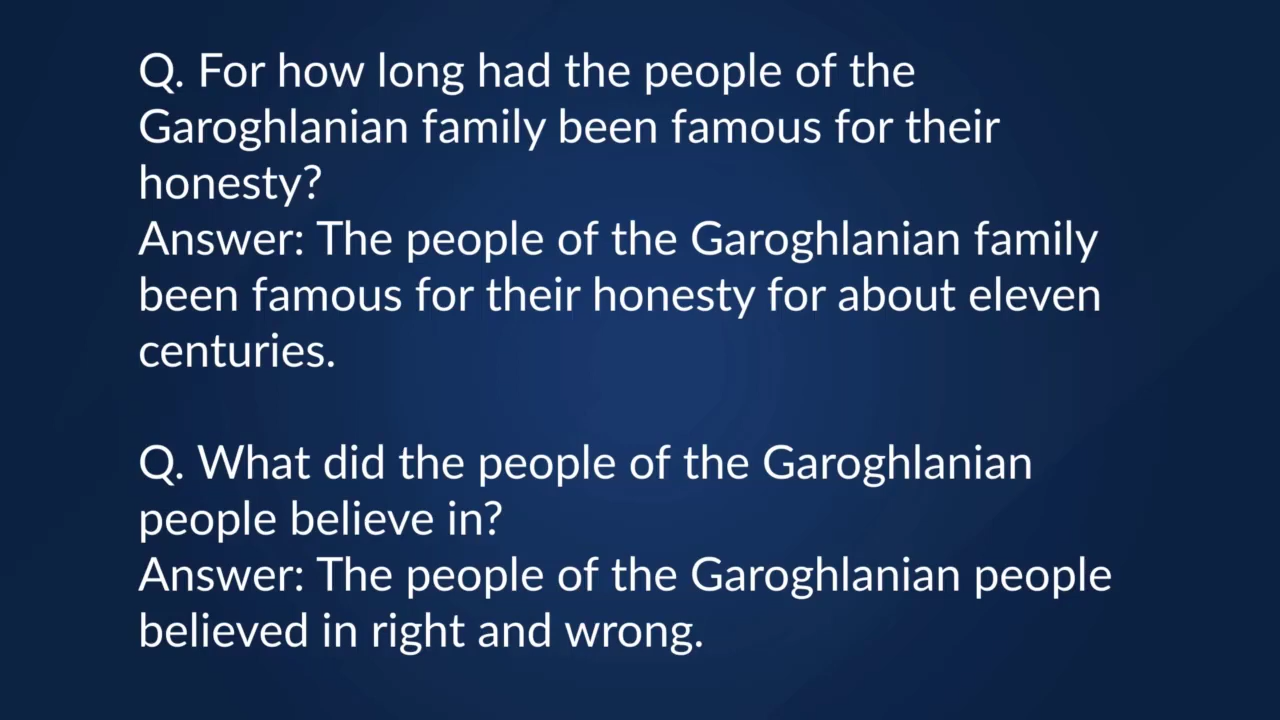 Q. For how long had the people of the
Garoghlanian family been famous for their
honesty?
Answer: The people of the Garoghlanian family
been famous for their honesty for about eleven
centuries.
Q. What did the people of the Garoghlanian
people believe in?
Answer: The people of the Garoghlanian people
believed in right and wrong.